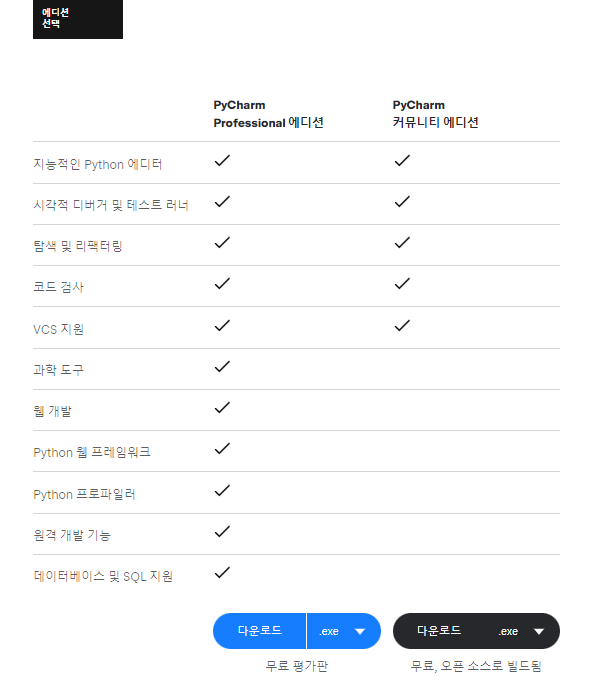 에디션
선택
PyCharm
Professional 에디션
PyCharm
커뮤니티 에디션
지능적인 Python 에디터
시각적 디버거 및 테스트 러너
탐색 및 리팩터링
코드 검사
VCS 지원
과학 도구
웹 개발
Python 웹 프레임워크
Python 프로파일러
원격 개발 기능
데이터베이스 및 SQL 지원
다운로드 .exe
다운로드 .exe
무료 평가판
무료, 오픈 소스로 빌드됨